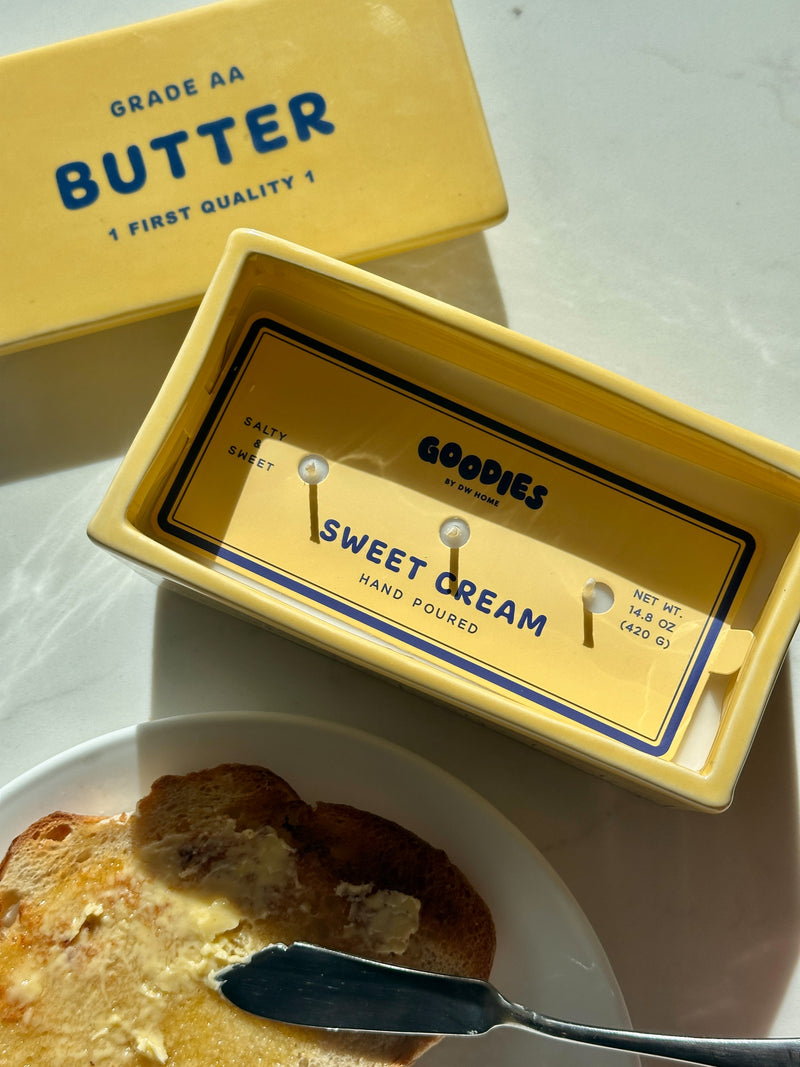 GRADE AA
BUTTER
1 FIRST QUALITY 1
SALTY
&
SWEET
GOODIES
BY DW HOME
SWEET CREAM
HAND POURED
NET WT.
14.8 OZ
(420 G)